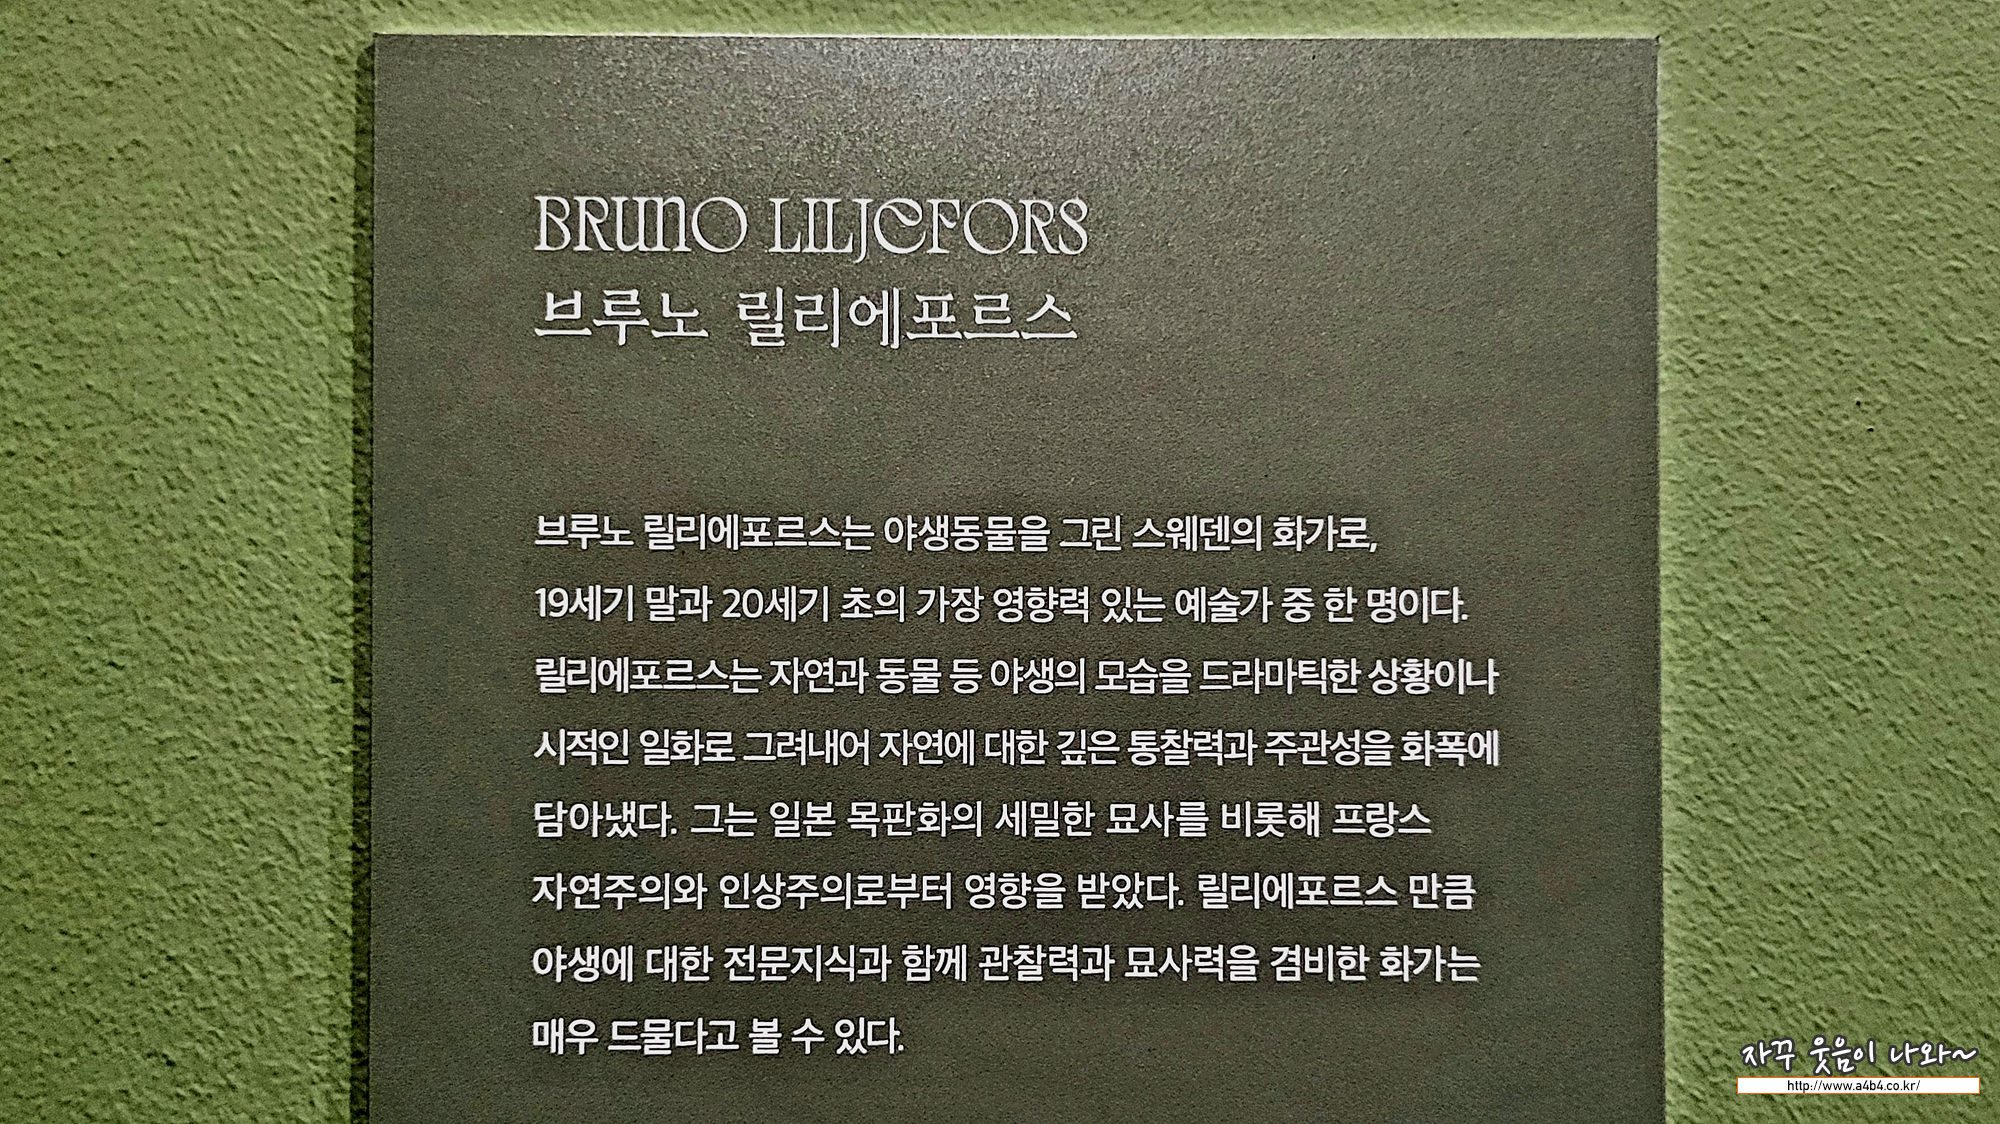 BRUNO LILJEFORS
브루노 릴리에포르스
브루노 릴리에포르스는 야생동물을 그린 스웨덴의 화가로,
19세기 말과 20세기 초의 가장 영향력 있는 예술가 중 한 명이다.
릴리에포르스는 자연과 동물 등 야생의 모습을 드라마틱한 상황이나
시적인 일화로 그려내어 자연에 대한 깊은 통찰력과 주관성을 화폭에
담아냈다. 그는 일본 목판화의 세밀한 묘사를 비롯해 프랑스
자연주의와 인상주의로부터 영향을 받았다. 릴리에포르스 만큼
야생에 대한 전문지식과 함께 관찰력과 묘사력을 겸비한 화가는
매우 드물다고 볼 수 있다.
자꾸 웃음이 나와~
http://www.a4b4.co.kr/